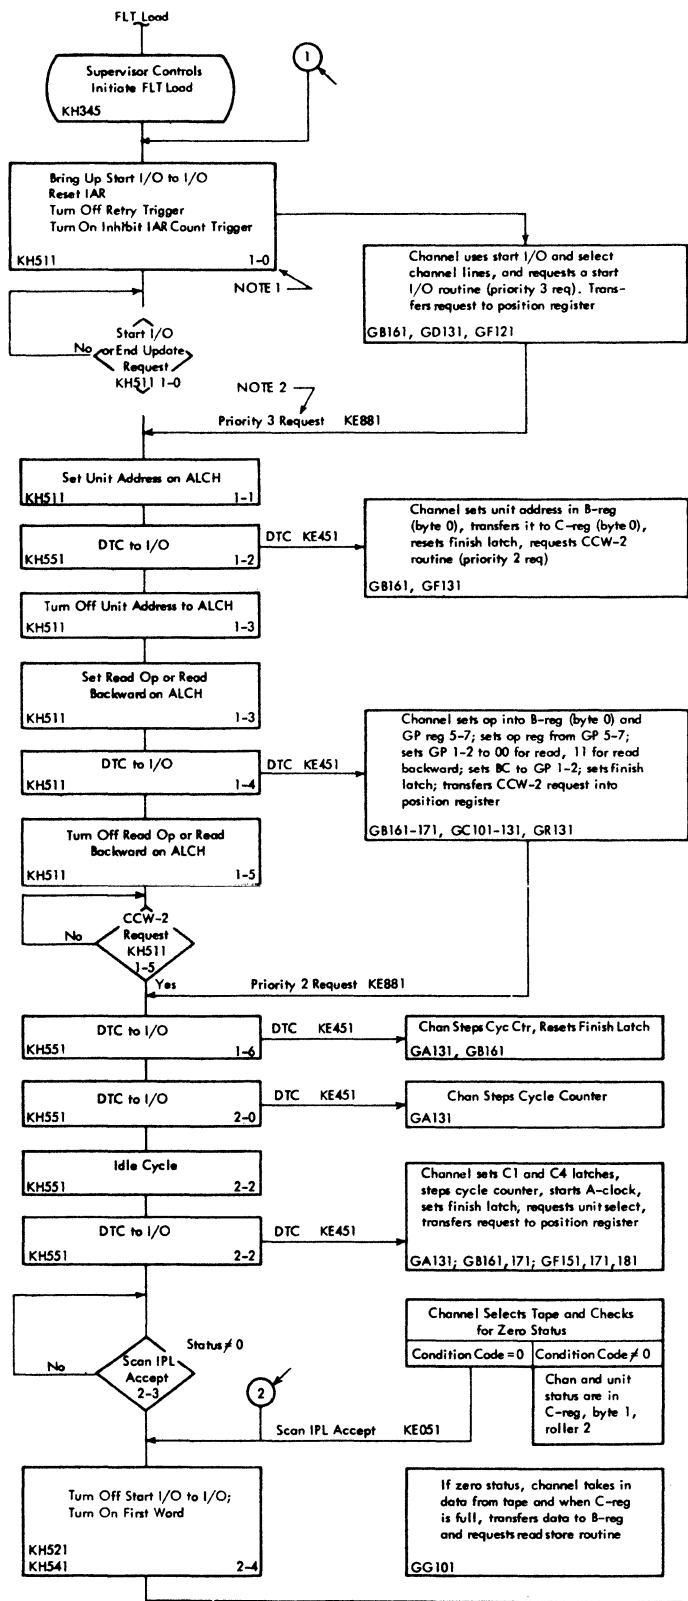 FLT Load
1
Supervisor Controls
Initiate FLT Load
KH345
Bring Up Start I/O to I/O
Reset IAR
Turn Off Retry Trigger
Turn On Inhibit IAR Count Trigger
KH511 1-0
NOTE 1
Channel uses start I/O and select
channel lines, and requests a start
I/O routine (priority 3 req). Trans-
fers request to position register
GB161, GD131, GF121
Start I/O
or End Update
Request
KH511 1-0
No
NOTE 2
Priority 3 Request KE881
Set Unit Address on ALCH
KH511 1-1
DTC to I/O
KH551 1-2
DTC KE451
Channel sets unit address in B-reg
(byte 0), transfers it to C-reg (byte 0),
resets finish latch, requests CCW-2
routine (priority 2 req)
GB161, GF131
Turn Off Unit Address to ALCH
KH511 1-3
Set Read Op or Read
Backward on ALCH
KH511 1-3
DTC to I/O
KH511 1-4
DTC KE451
Channel sets op into B-reg (byte 0) and
GP reg 5-7; sets op reg from GP 5-7;
sets GP 1-2 to 00 for read, 11 for read
backward; sets BC to GP 1-2; sets finish
latch; transfers CCW-2 request into
position register
GB161-171, GC101-131, GR131
Turn Off Read Op or Read
Backward on ALCH
KH511 1-5
CCW-2
Request
KH511
1-5
No
Yes
Priority 2 Request KE881
DTC to I/O
KH551 1-6
DTC KE451
Chan Steps Cyc Ctr, Resets Finish Latch
GA131, GB161
DTC to I/O
KH551 2-0
DTC KE451
Chan Steps Cycle Counter
GA131
Idle Cycle
KH551 2-2
DTC to I/O
KH551 2-2
DTC KE451
Channel sets C1 and C4 latches,
steps cycle counter, starts A-clock,
sets finish latch; requests unit select,
transfers request to position register
GA131; GB161,171; GF151,171,181
Status≠0
Scan IPL
Accept
2-3
No
Channel Selects Tape and Checks
for Zero Status
Condition Code=0 Condition Code≠0
Chan and unit
status are in
C-reg, byte 1,
roller 2
2
Scan IPL Accept KE051
Turn Off Start I/O to I/O;
Turn On First Word
KH521
KH541 2-4
If zero status, channel takes in
data from tape and when C-reg
is full, transfers data to B-reg
and requests read store routine
GG101